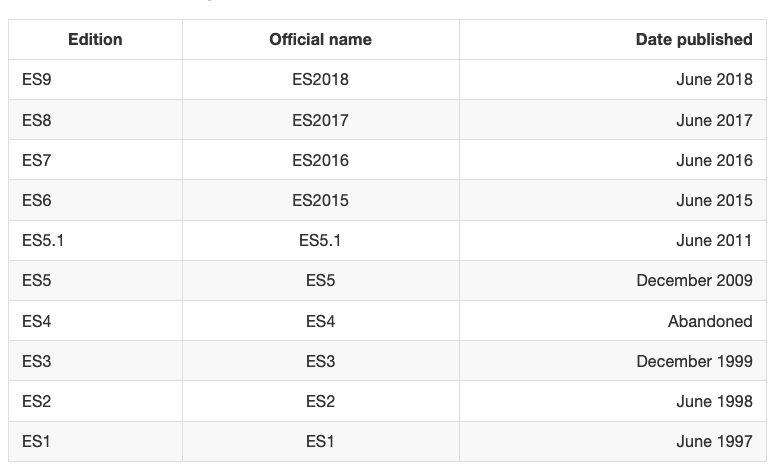 Edition Official name Date published
ES9 ES2018 June 2018
ES8 ES2017 June 2017
ES7 ES2016 June 2016
ES6 ES2015 June 2015
ES5.1 ES5.1 June 2011
ES5 ES5 December 2009
ES4 ES4 Abandoned
ES3 ES3 December 1999
ES2 ES2 June 1998
ES1 ES1 June 1997